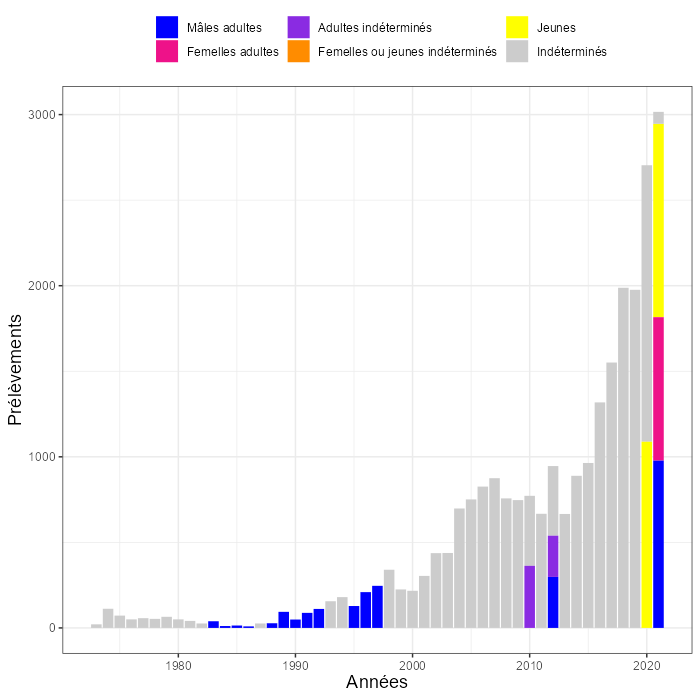 Mâles adultes Adultes indéterminés Jeunes
Femelles adultes Femelles ou jeunes indéterminés Indéterminés
3000
2000
1000
0
Prélèvements
1980 1990 2000 2010 2020
Années